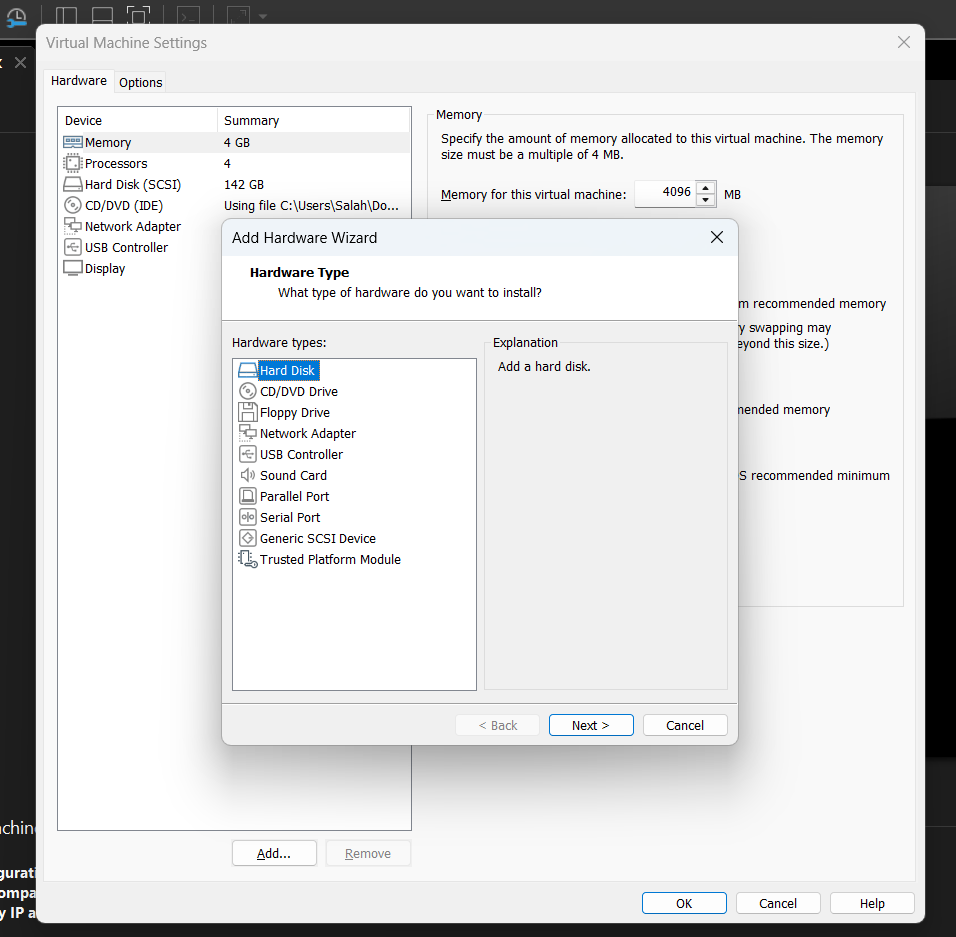 Virtual Machine Settings
Hardware
Options
Device Summary
Memory 4 GB
Processors 4
Hard Disk (SCSI) 142 GB
CD/DVD (IDE) Using file C:\Users\Salah\Do...
Network Adapter
USB Controller
Display
Memory
Specify the amount of memory allocated to this virtual machine. The memory
size must be a multiple of 4 MB.
Memory for this virtual machine: 4096 MB
recommended memory
swapping may
this size.)
memory
recommended minimum
Add Hardware Wizard
Hardware Type
What type of hardware do you want to install?
Hardware types:
Hard Disk
CD/DVD Drive
Floppy Drive
Network Adapter
USB Controller
Sound Card
Parallel Port
Serial Port
Generic SCSI Device
Trusted Platform Module
Explanation
Add a hard disk.
< Back
Next >
Cancel
Add...
Remove
OK
Cancel
Help
IP